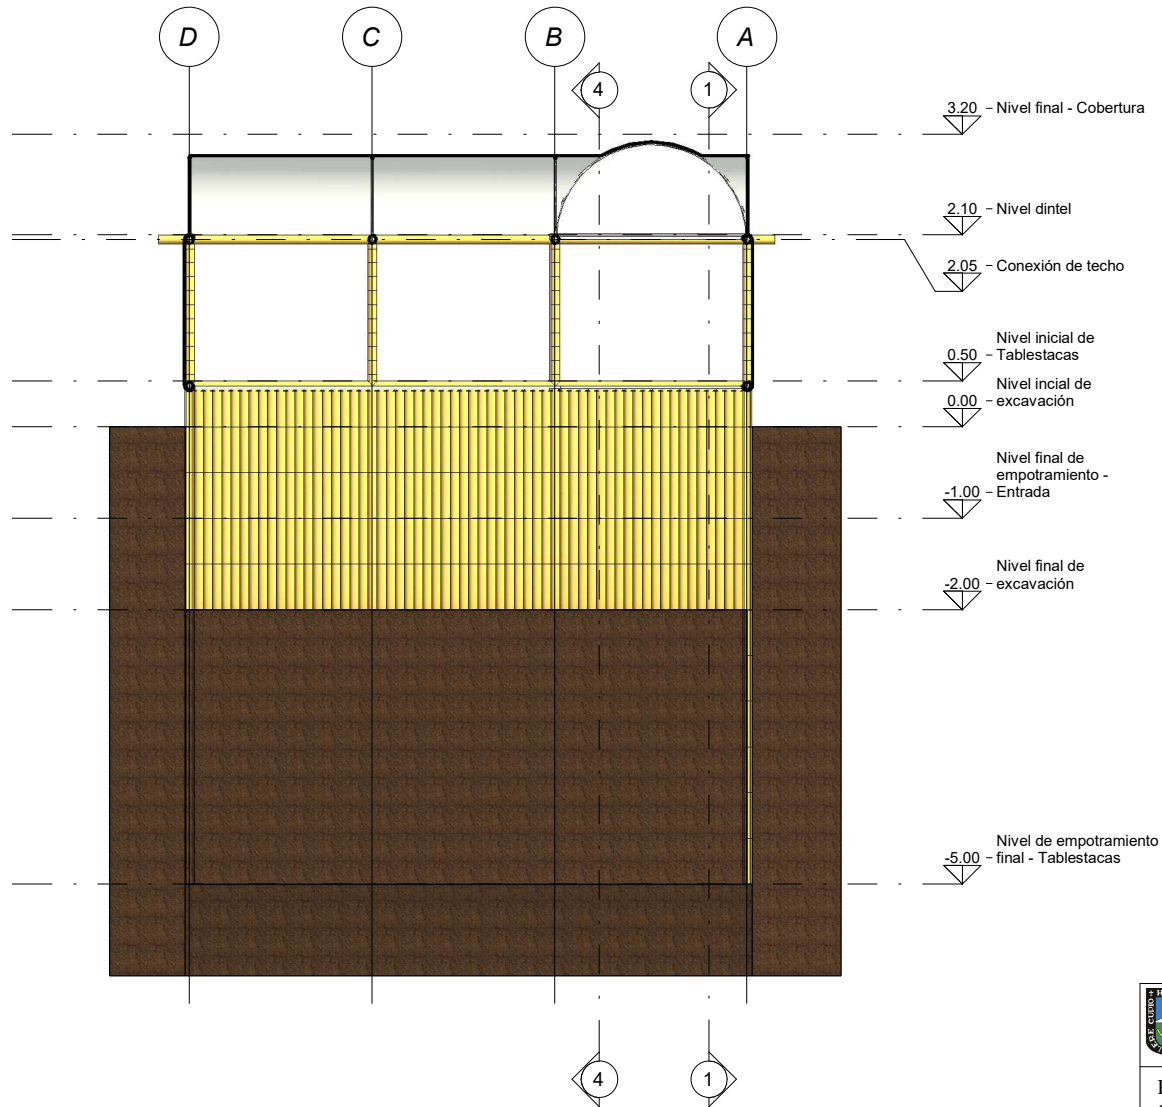 D C B A
4 1
3.20 Nivel final - Cobertura
2.10 Nivel dintel
2.05 Conexión de techo
Nivel inicial de
0.50 Tablestacas
Nivel incial de
0.00 excavación
Nivel final de
empotramiento -
-1.00 Entrada
Nivel final de
-2.00 excavación
Nivel de empotramiento
-5.00 final - Tablestacas
4 1